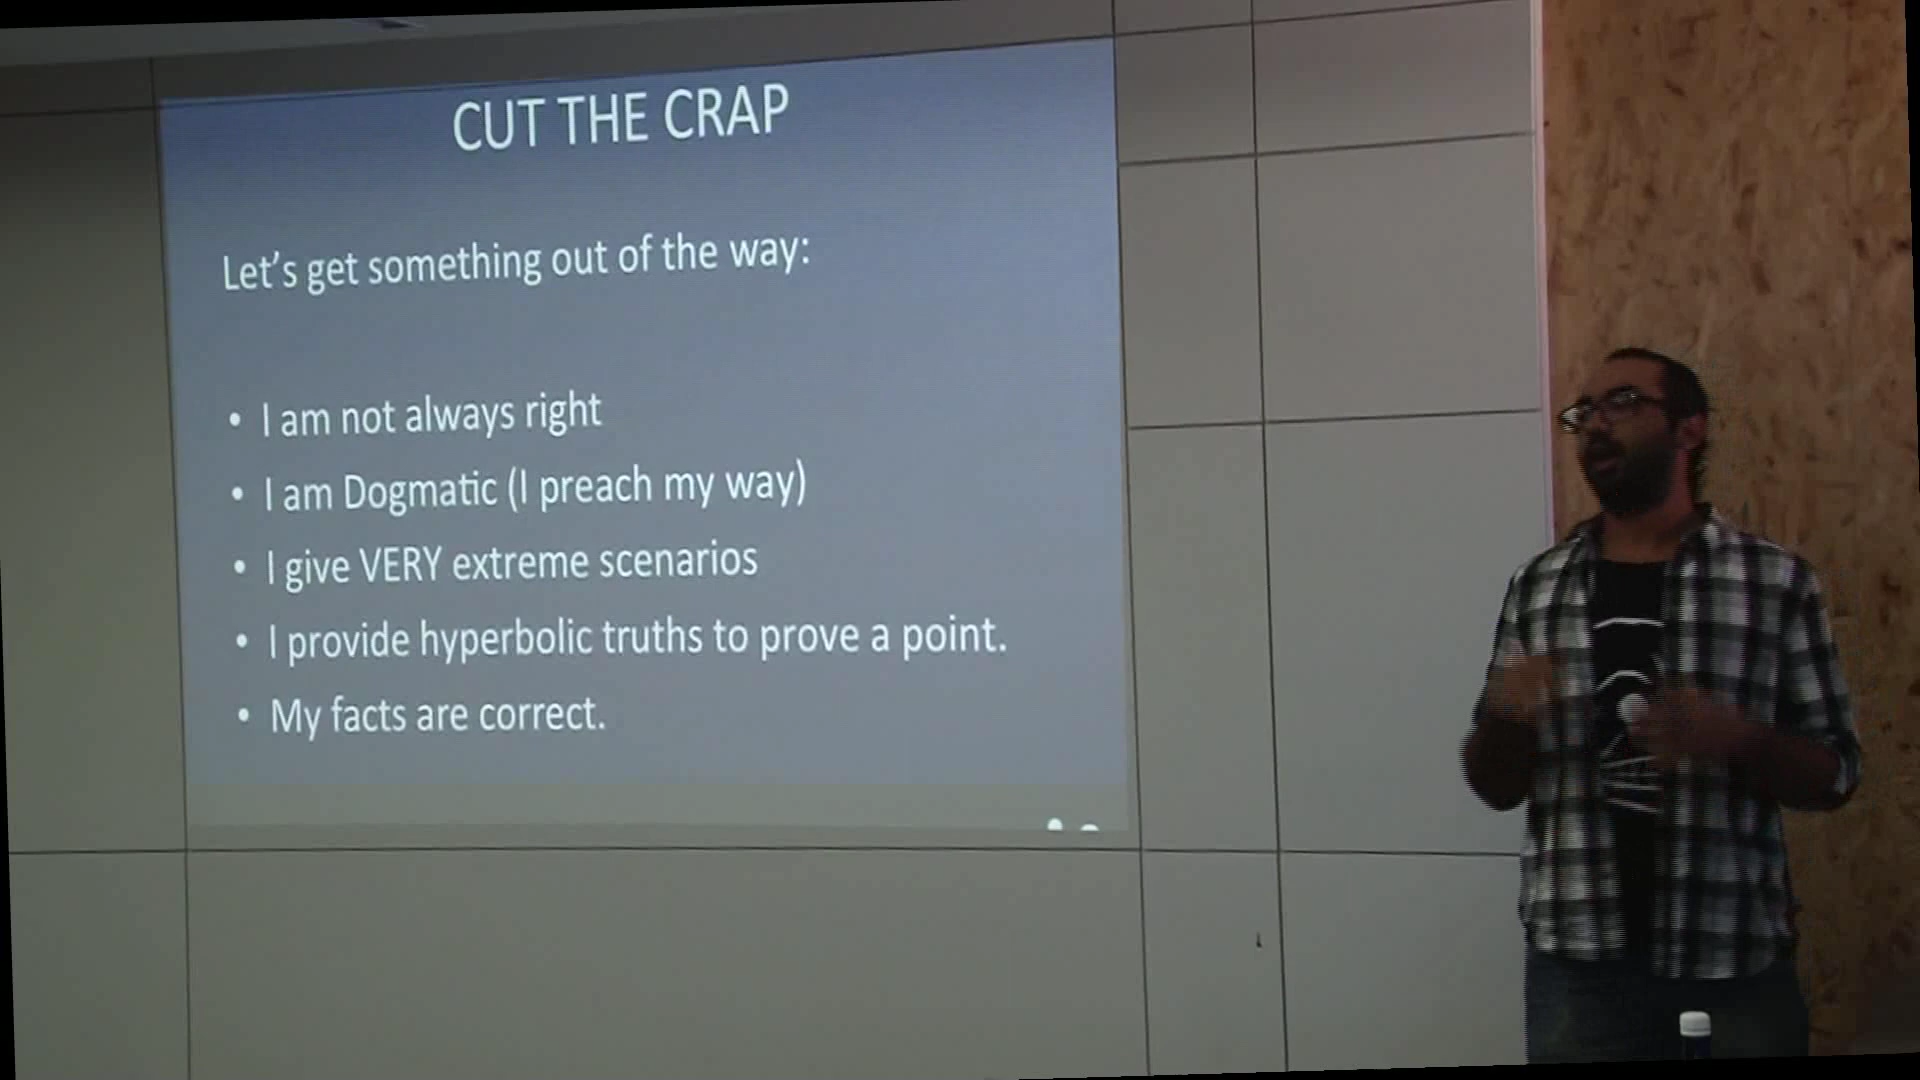 CUT THE CRAP
Let's get something out of the way:
• I am not always right
• I am Dogmatic (I preach my way)
• I give VERY extreme scenarios
• I provide hyperbolic truths to prove a point.
• My facts are correct.